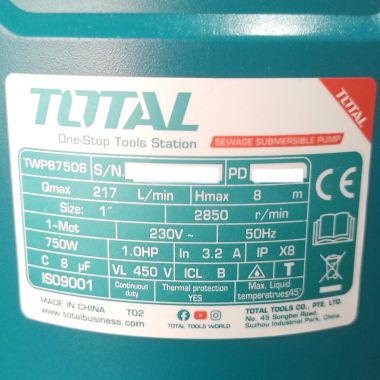 TOTAL
One-Stop Tools Station
SEWAGE SUBMERSIBLE PUMP
TOTAL
TWP87506 S/N. PD
Qmax 217 L/min Hmax 8 m
Size: 1" 2850 r/min
1~Mot 230V~ 50Hz
750W 1.0HP In 3.2 A IP X8
C 8 µF VL 450 V ICL B T
ISO9001 Continuous duty Thermal protection YES Max. Liquid temperatrue≤45°
MADE IN CHINA T02
www.totalbusiness.com TOTAL TOOLS WORLD
TOTAL TOOLS CO., PTE. LTD.
No. 45 Songbei Road,
Suzhou Industrial Park, China.
CE